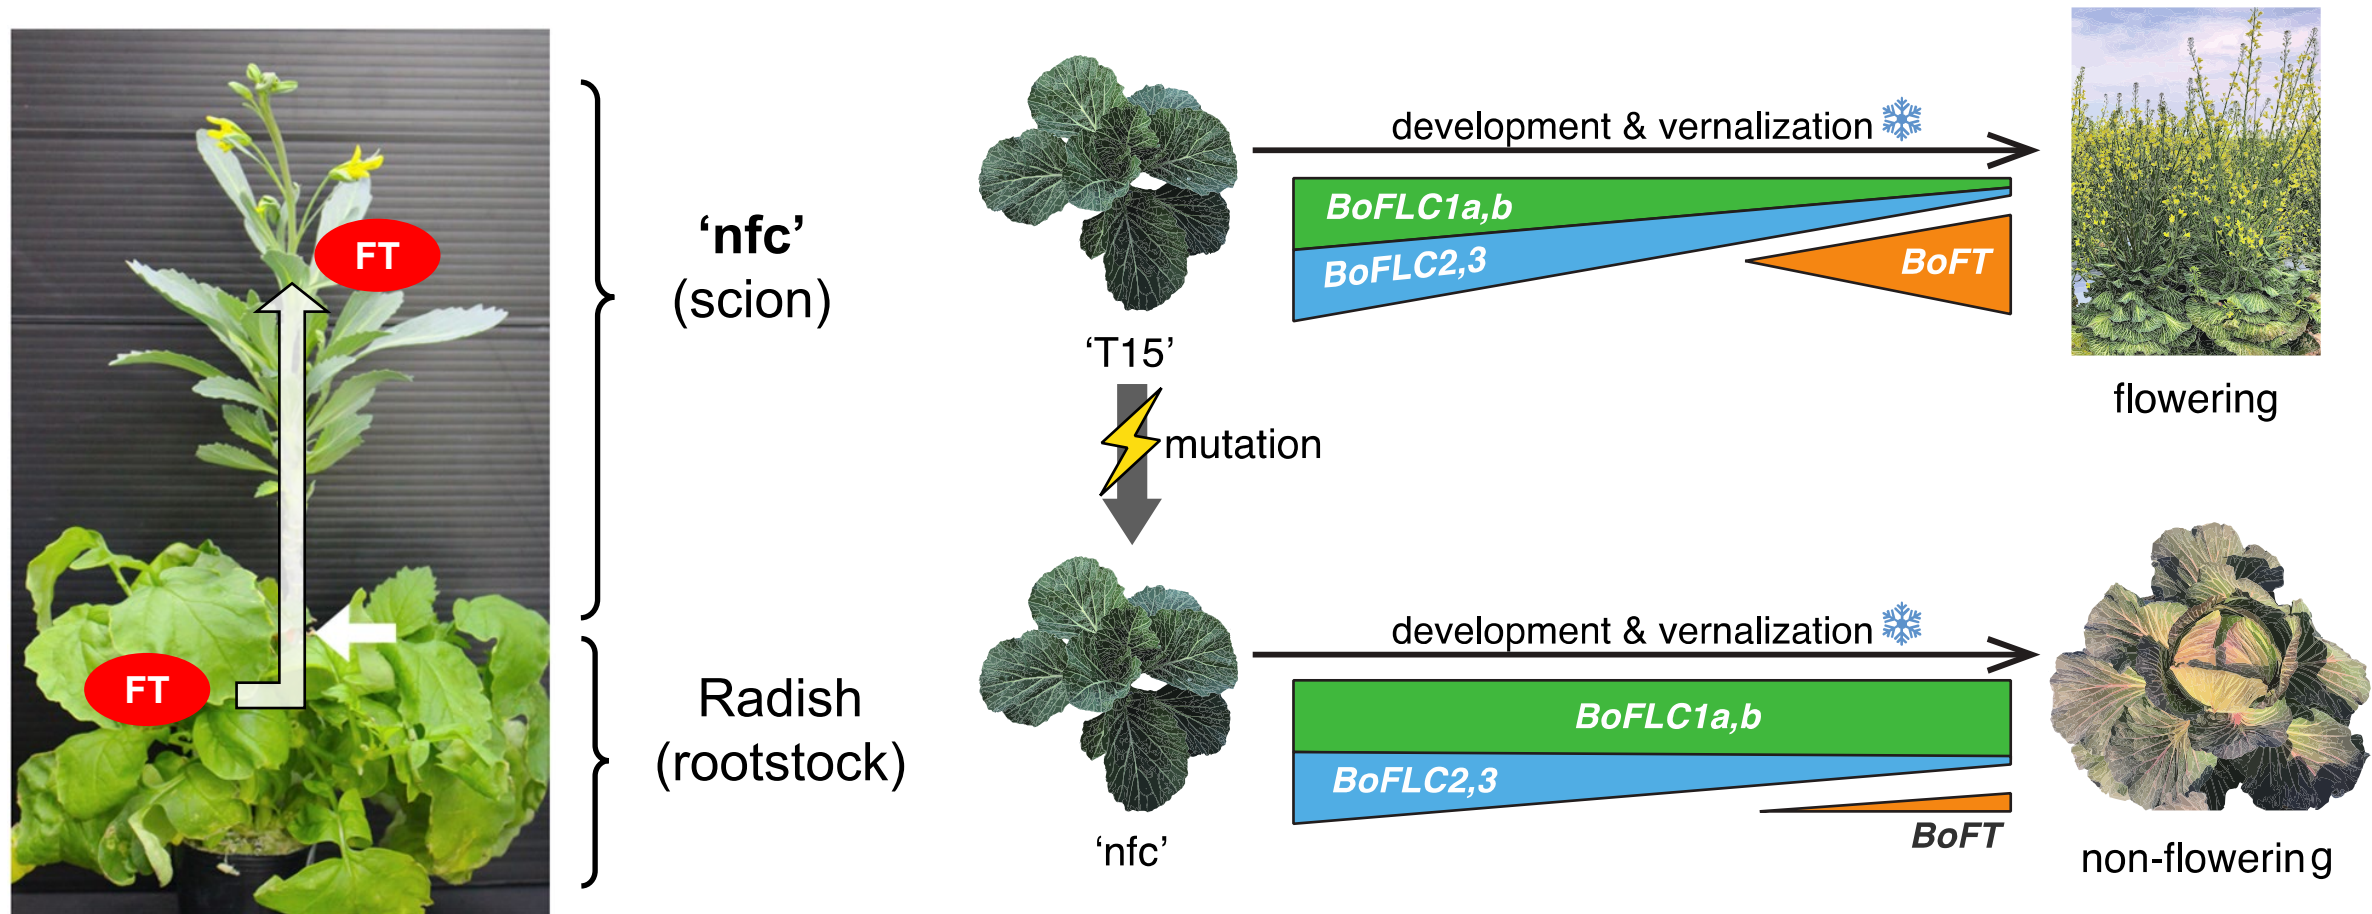 FT
FT
‘nfc’
(scion)
Radish
(rootstock)
‘T15’
mutation
‘nfc’
development & vernalization
BoFLC1a,b
BoFLC2,3
BoFT
flowering
development & vernalization
BoFLC1a,b
BoFLC2,3
BoFT
non-flowering